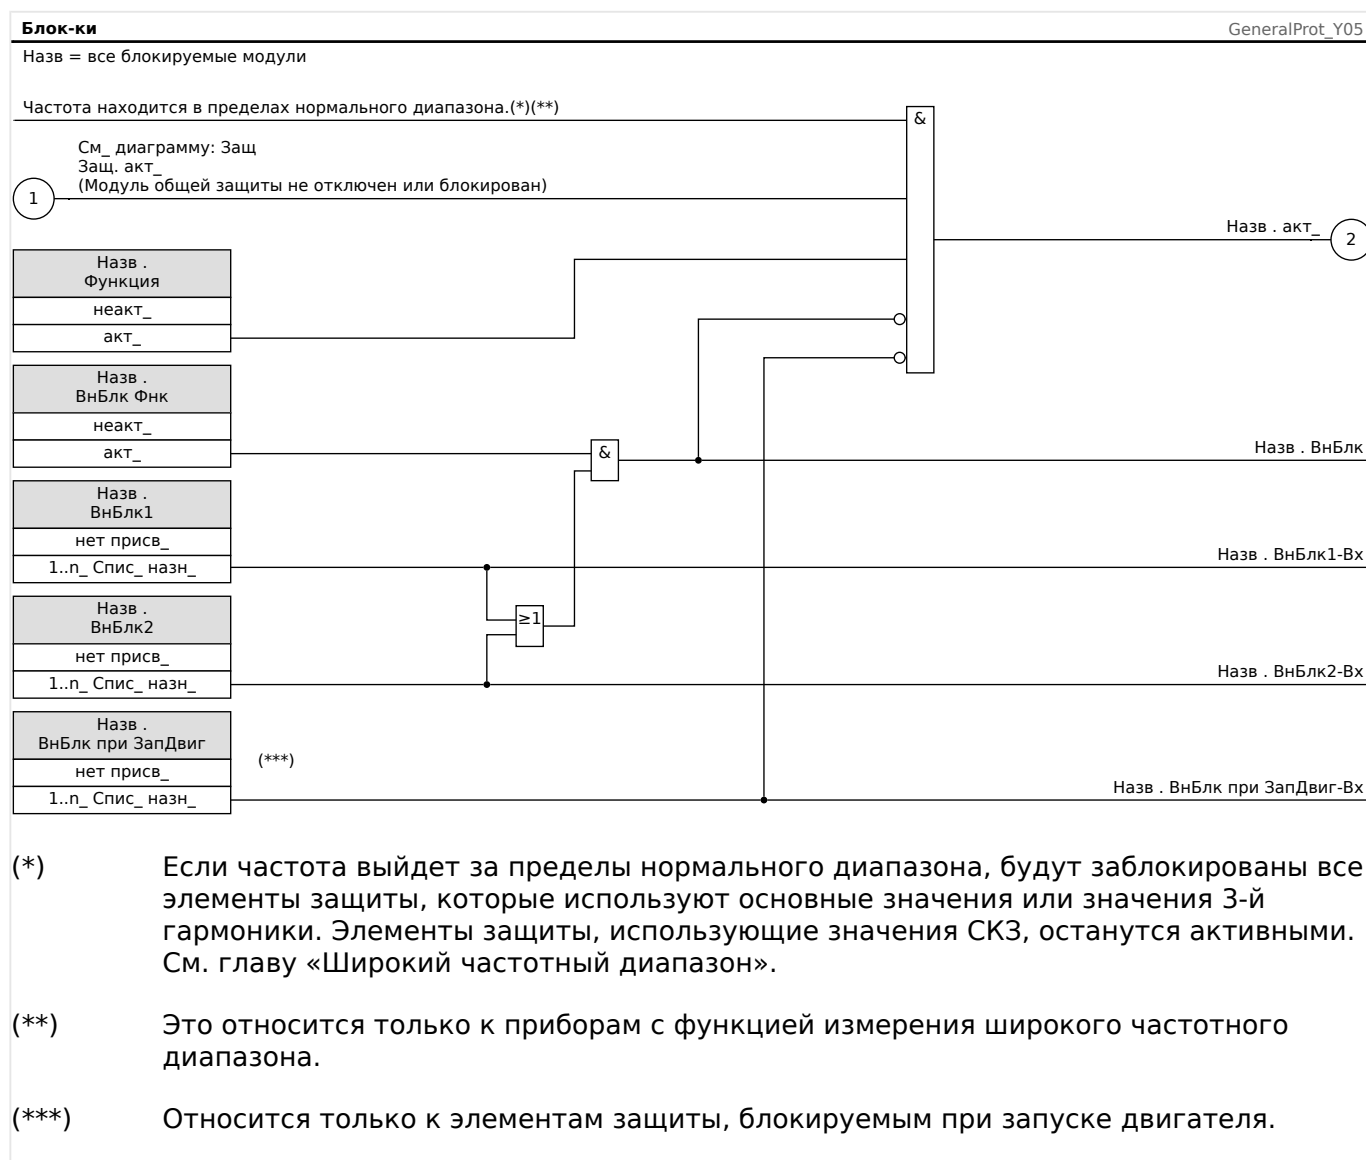 Блок-ки
GeneralProt_Y05
Назв = все блокируемые модули
Частота находится в пределах нормального диапазона.(*)(**)
&
См_ диаграмму: Защ
Защ. акт_
(Модуль общей защиты не отключен или блокирован)
1
Назв . акт_
2
Назв .
Функция
неакт_
акт_
Назв .
ВнБлк Фнк
неакт_
акт_
&
Назв . ВнБлк
Назв .
ВнБлк1
нет присв_
1..n_ Спис_ назн_
Назв . ВнБлк1-Вх
≥1
Назв .
ВнБлк2
нет присв_
1..n_ Спис_ назн_
Назв . ВнБлк2-Вх
Назв .
ВнБлк при ЗапДвиг
(***)
нет присв_
1..n_ Спис_ назн_
Назв . ВнБлк при ЗапДвиг-Вх
(*) Если частота выйдет за пределы нормального диапазона, будут заблокированы все
элементы защиты, которые используют основные значения или значения 3-й
гармоники. Элементы защиты, использующие значения СКЗ, останутся активными.
См. главу «Широкий частотный диапазон».
(**) Это относится только к приборам с функцией измерения широкого частотного
диапазона.
(***) Относится только к элементам защиты, блокируемым при запуске двигателя.